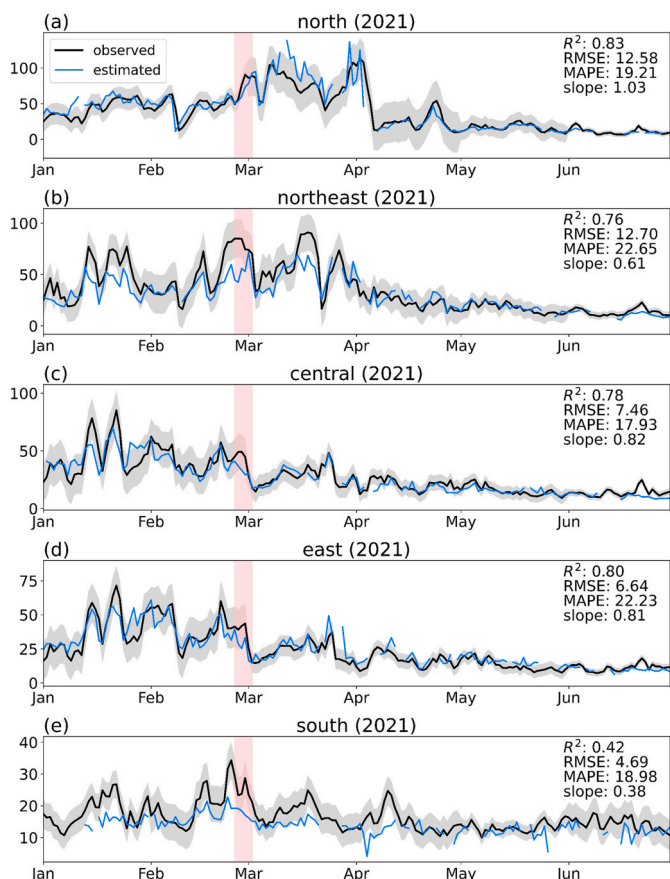 (a) north (2021)
observed
estimated
R²: 0.83
RMSE: 12.58
MAPE: 19.21
slope: 1.03
100
50
0
Jan Feb Mar Apr May Jun
(b) northeast (2021)
R²: 0.76
RMSE: 12.70
MAPE: 22.65
slope: 0.61
100
50
0
Jan Feb Mar Apr May Jun
(c) central (2021)
R²: 0.78
RMSE: 7.46
MAPE: 17.93
slope: 0.82
100
50
0
Jan Feb Mar Apr May Jun
(d) east (2021)
R²: 0.80
RMSE: 6.64
MAPE: 22.23
slope: 0.81
75
50
25
0
Jan Feb Mar Apr May Jun
(e) south (2021)
R²: 0.42
RMSE: 4.69
MAPE: 18.98
slope: 0.38
40
30
20
10
Jan Feb Mar Apr May Jun